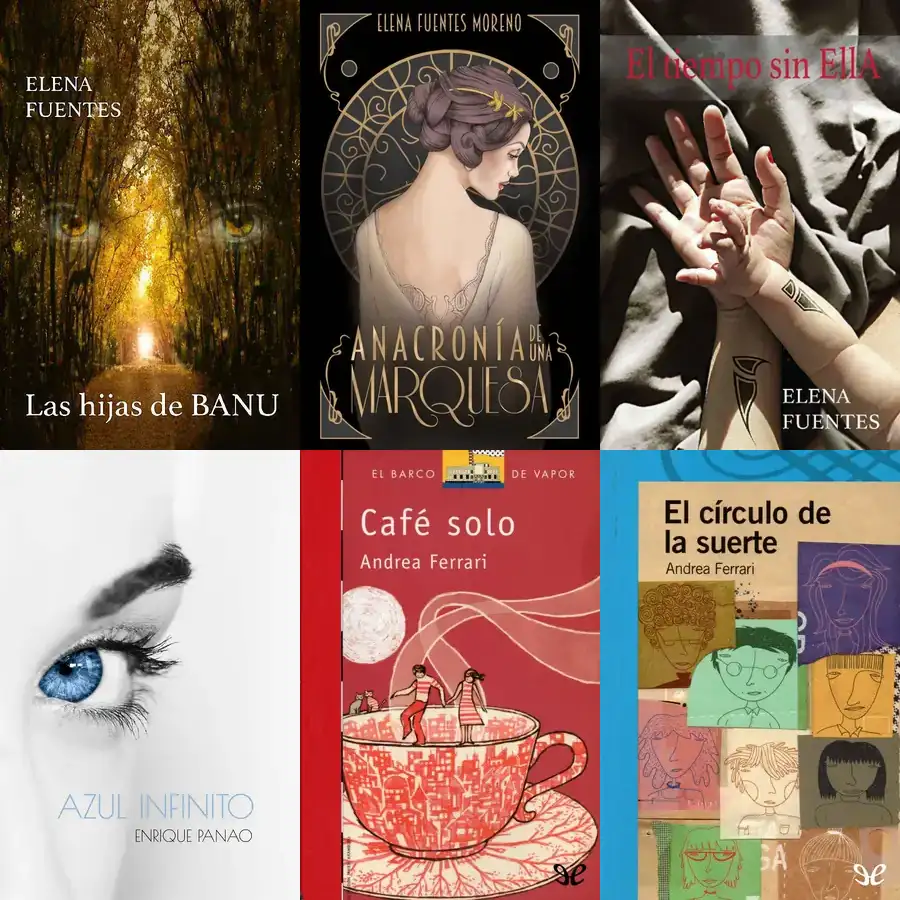 ELENA
FUENTES
Las hijas de BANU
ELENA FUENTES MORENO
ANACRONÍA DE UNA
MARQUESA
El tiempo sin EllA
ELENA
FUENTES
AZUL INFINITO
ENRIQUE PANAO
EL BARCO DE VAPOR
Café solo
Andrea Ferrari
El círculo de
la suerte
Andrea Ferrari